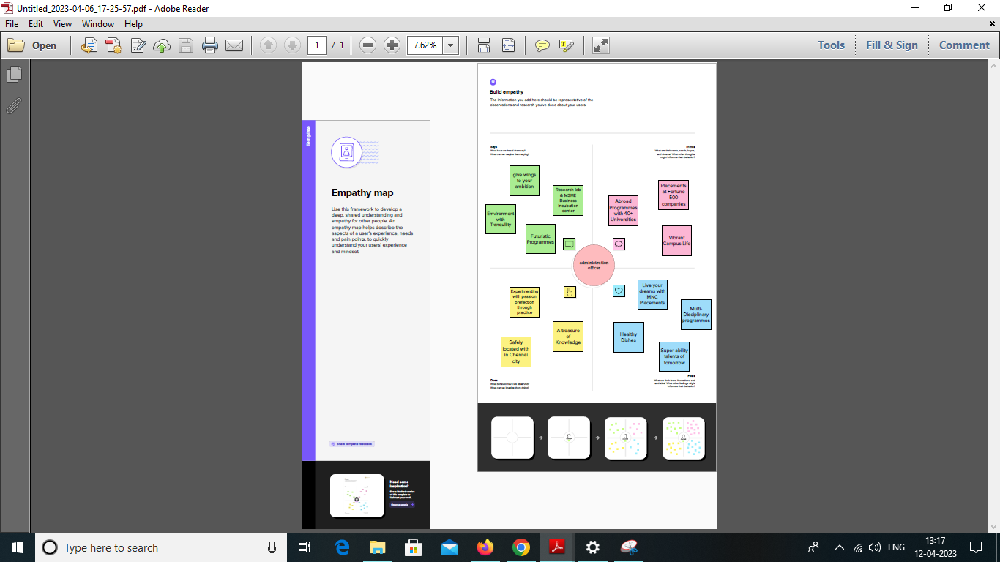 Untitled_2023-04-06_17-25-57.pdf - Adobe Reader
File Edit View Window Help
Open
1 / 1
7.62%
Tools Fill & Sign Comment
Template
Empathy map
Use this framework to develop a
deep, shared understanding and
empathy for other people. An
empathy map helps describe the
aspects of a user's experience, needs
and pain points, to quickly
understand your users' experience
and mindset.
Share template feedback
Need some
inspiration?
See a finished version
of this template to
kickstart your work.
Open example
Build empathy
The information you add here should be representative of the
observations and research you've done about your users.
Says
What have we heard them say?
What can we imagine them saying?
Thinks
What are their wants, needs, hopes,
and dreams? What other thoughts
might influence their behavior?
give wings
to your
ambition
Research lab
& MSME
Business
Incubation
center
Emvironment
with
Tranquility
Futuristic
Programmes
Placements
at Fortune
500
companies
Abroad
Programmes
with 40+
Universities
Vibrant
Campus Life
administration
officer
Experimenting
with passion
prefection
through
practice
A treasure
of
Knowledge
Safely
located with
in Chennai
city
Live your
dreams with
MNC
Placements
Multi-
Disciplinary
programmes
Healthy
Dishes
Super ability
talents of
tomorrow
Does
What behavior have we observed?
What can we imagine them doing?
Feels
What are their fears, frustrations, and
anxieties? What other feelings might
influence their behavior?
Type here to search
ENG
13:17
12-04-2023